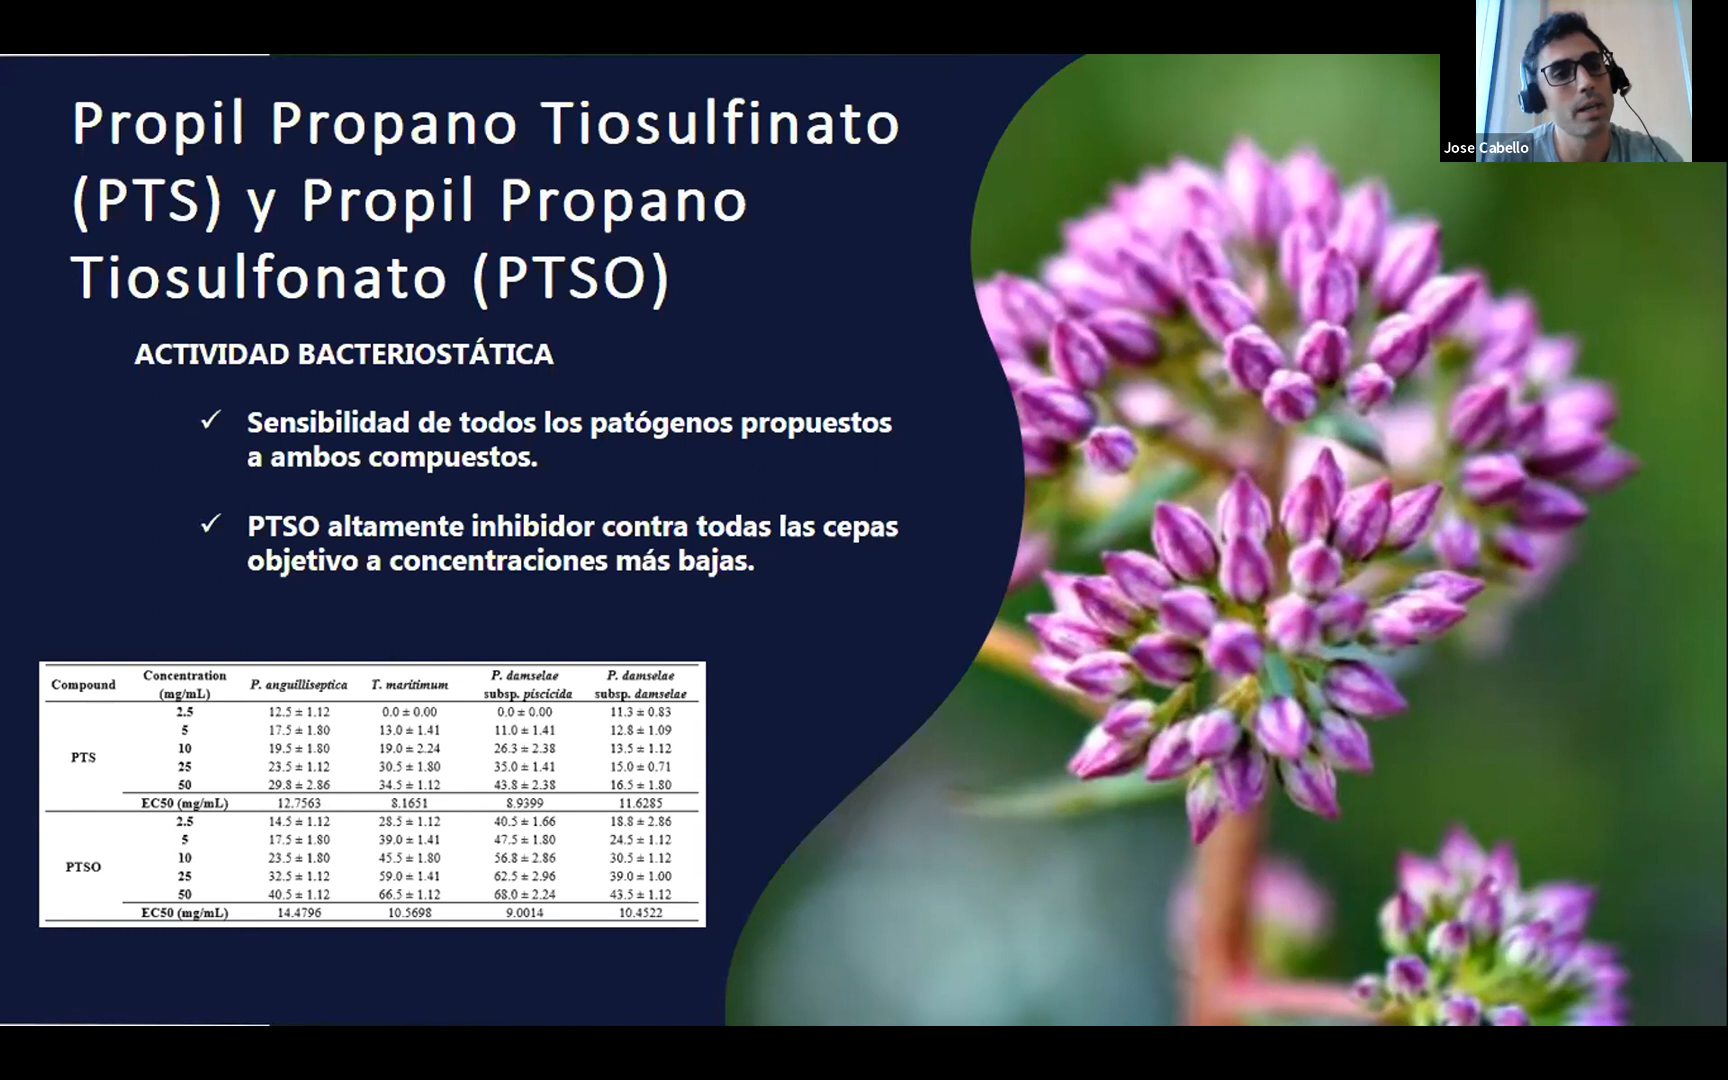 Propil Propano Tiosulfinato
(PTS) y Propil Propano
Tiosulfonato (PTSO)
Jose Cabello
ACTIVIDAD BACTERIOSTÁTICA
✓ Sensibilidad de todos los patógenos propuestos
a ambos compuestos.
✓ PTSO altamente inhibidor contra todas las cepas
objetivo a concentraciones más bajas.
Compound Concentration (mg/mL) P. anguilliseptica T. maritimum P. damselae subsp. piscicida P. damselae subsp. damselae
PTS
2.5 12.5 ± 1.12 0.0 ± 0.00 0.0 ± 0.00 11.3 ± 0.83
5 17.5 ± 1.80 13.0 ± 1.41 11.0 ± 1.41 12.8 ± 1.09
10 19.5 ± 1.80 19.0 ± 2.24 26.3 ± 2.38 13.5 ± 1.12
25 23.5 ± 1.12 30.5 ± 1.80 35.0 ± 1.41 15.0 ± 0.71
50 29.8 ± 2.86 34.5 ± 1.12 43.8 ± 2.38 16.5 ± 1.80
EC50 (mg/mL) 12.7563 8.1651 8.9399 11.6285
PTSO
2.5 14.5 ± 1.12 28.5 ± 1.12 40.5 ± 1.66 18.8 ± 2.86
5 17.5 ± 1.80 39.0 ± 1.41 47.5 ± 1.80 24.5 ± 1.12
10 23.5 ± 1.80 45.5 ± 1.80 56.8 ± 2.86 30.5 ± 1.12
25 32.5 ± 1.12 59.0 ± 1.41 62.5 ± 2.96 39.0 ± 1.00
50 40.5 ± 1.12 66.5 ± 1.12 68.0 ± 2.24 43.5 ± 1.12
EC50 (mg/mL) 14.4796 10.5698 9.0014 10.4522